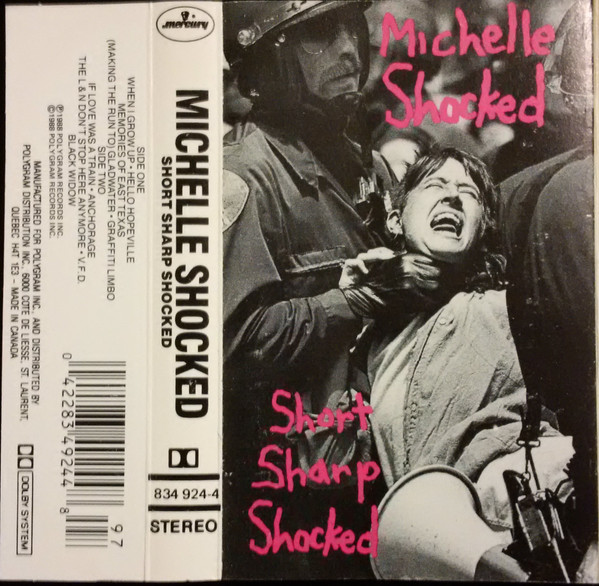 mercury
SIDE ONE
WHEN I GROW UP • HELLO HOPEVILLE
MEMORIES OF EAST TEXAS
(MAKING THE RUN TO) GLADWATER • GRAFFITI LIMBO
SIDE TWO
IF LOVE WAS A TRAIN • ANCHORAGE
THE L & N DON'T STOP HERE ANYMORE • V.F.D.
BLACK WIDOW
℗1988 POLYGRAM RECORDS INC.
©1988 POLYGRAM RECORDS INC.
MANUFACTURED FOR POLYGRAM INC., AND DISTRIBUTED BY
POLYGRAM DISTRIBUTION INC., 6000 COTE DE LIESSE, ST. LAURENT,
QUEBEC H4T 1E3 – MADE IN CANADA
0 42283 49244 8
97
DOLBY SYSTEM
MICHELLE SHOCKED
SHORT SHARP SHOCKED
834 924-4
STEREO
Michelle
Shocked
Short
Sharp
Shocked